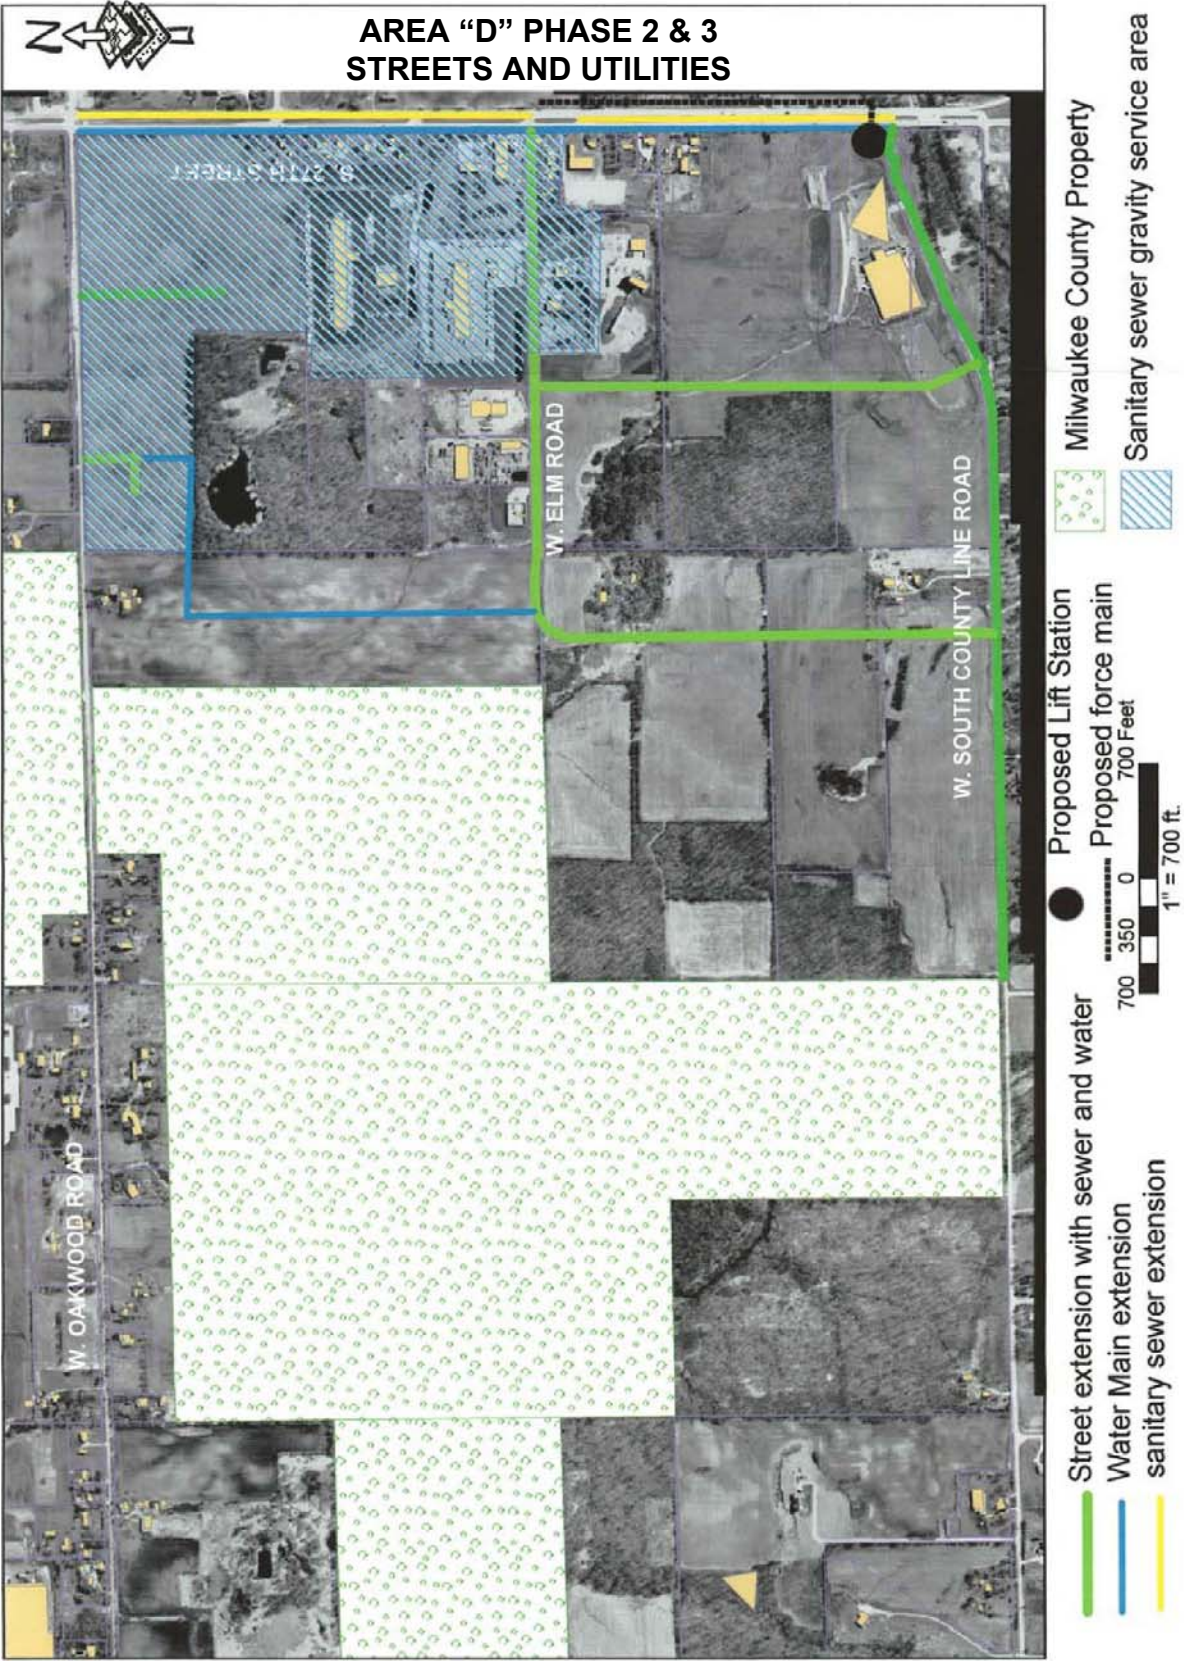 AREA “D” PHASE 2 & 3
STREETS AND UTILITIES
N
S. 27TH STREET
W. ELM ROAD
W. SOUTH COUNTY LINE ROAD
W. OAKWOOD ROAD
Street extension with sewer and water
Water Main extension
sanitary sewer extension
Proposed Lift Station
Proposed force main
700 350 0 700 Feet
1" = 700 ft.
Milwaukee County Property
Sanitary sewer gravity service area